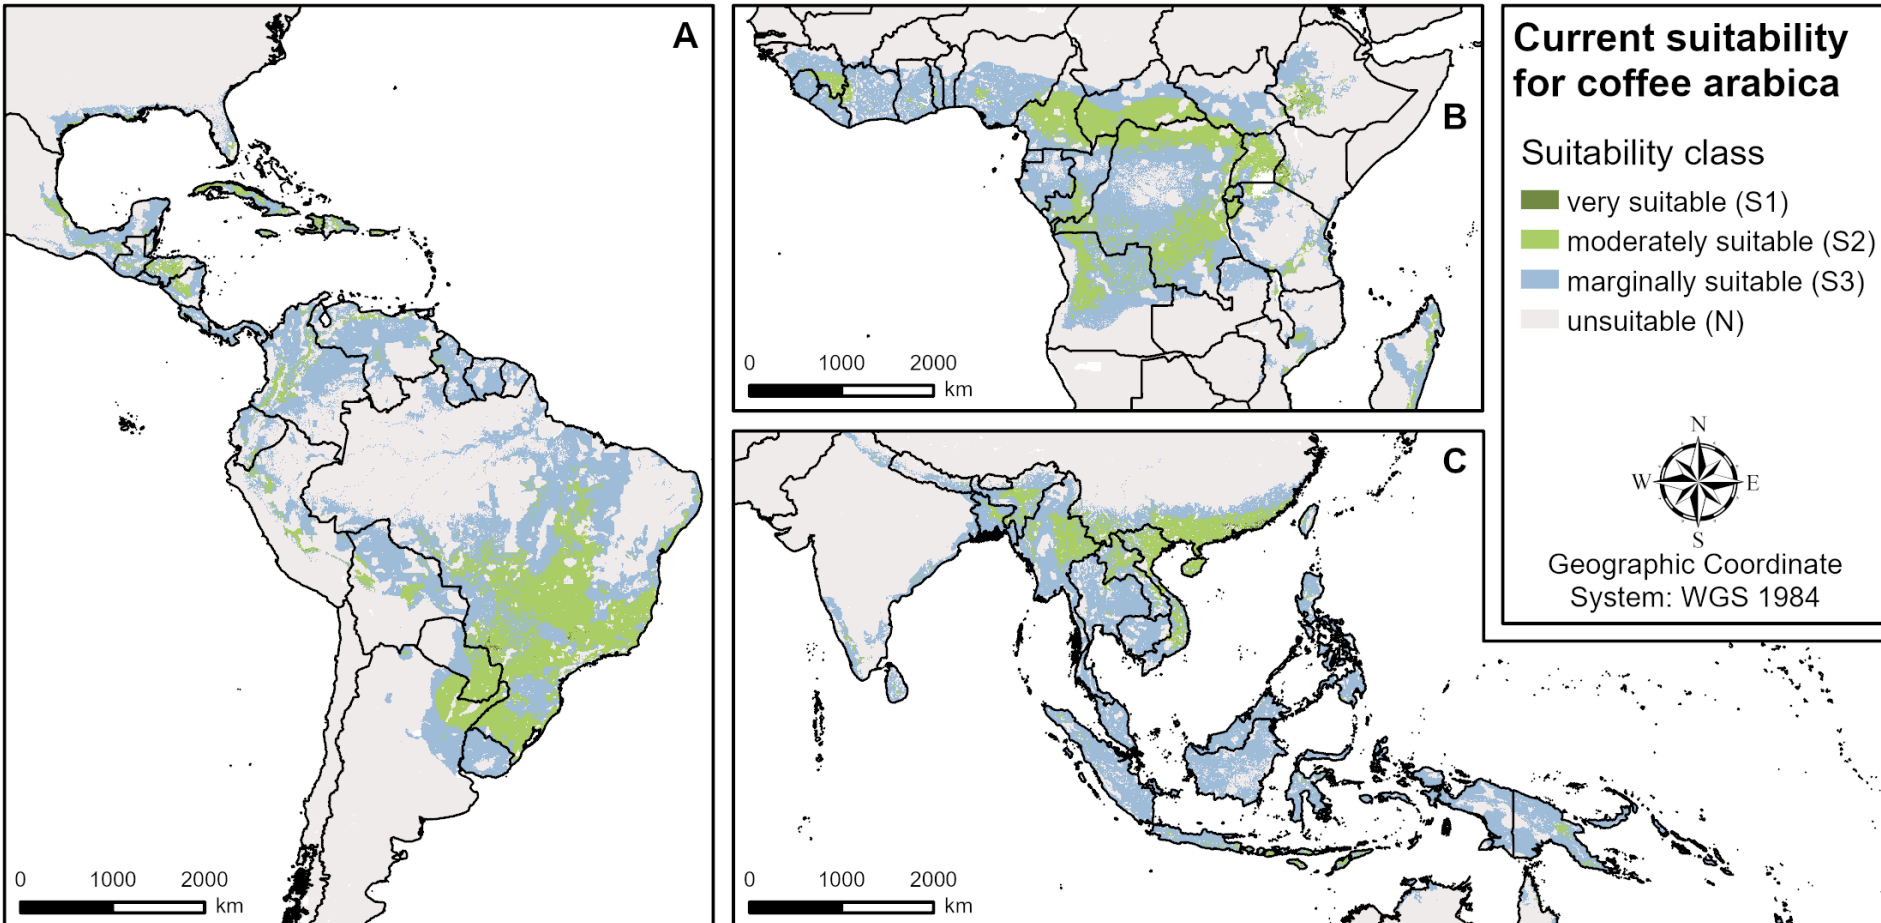 A
B
0 1000 2000
km
C
0 1000 2000
km
0 1000 2000
km
Current suitability
for coffee arabica
Suitability class
very suitable (S1)
moderately suitable (S2)
marginally suitable (S3)
unsuitable (N)
N
W E
S
Geographic Coordinate
System: WGS 1984